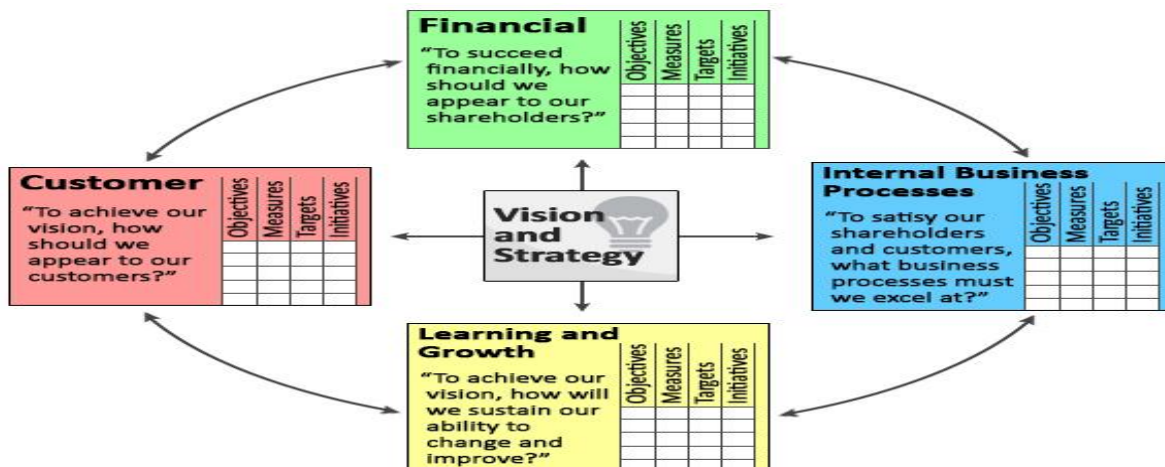 Financial
“To succeed
financially, how
should we
appear to our
shareholders?”
Objectives
Measures
Targets
Initiatives
Customer
“To achieve our
vision, how
should we
appear to our
customers?”
Objectives
Measures
Targets
Initiatives
Vision
and
Strategy
Internal Business
Processes
“To satisy our
shareholders
and customers,
what business
processes must
we excel at?”
Objectives
Measures
Targets
Initiatives
Learning and
Growth
“To achieve our
vision, how will
we sustain our
ability to
change and
improve?”
Objectives
Measures
Targets
Initiatives